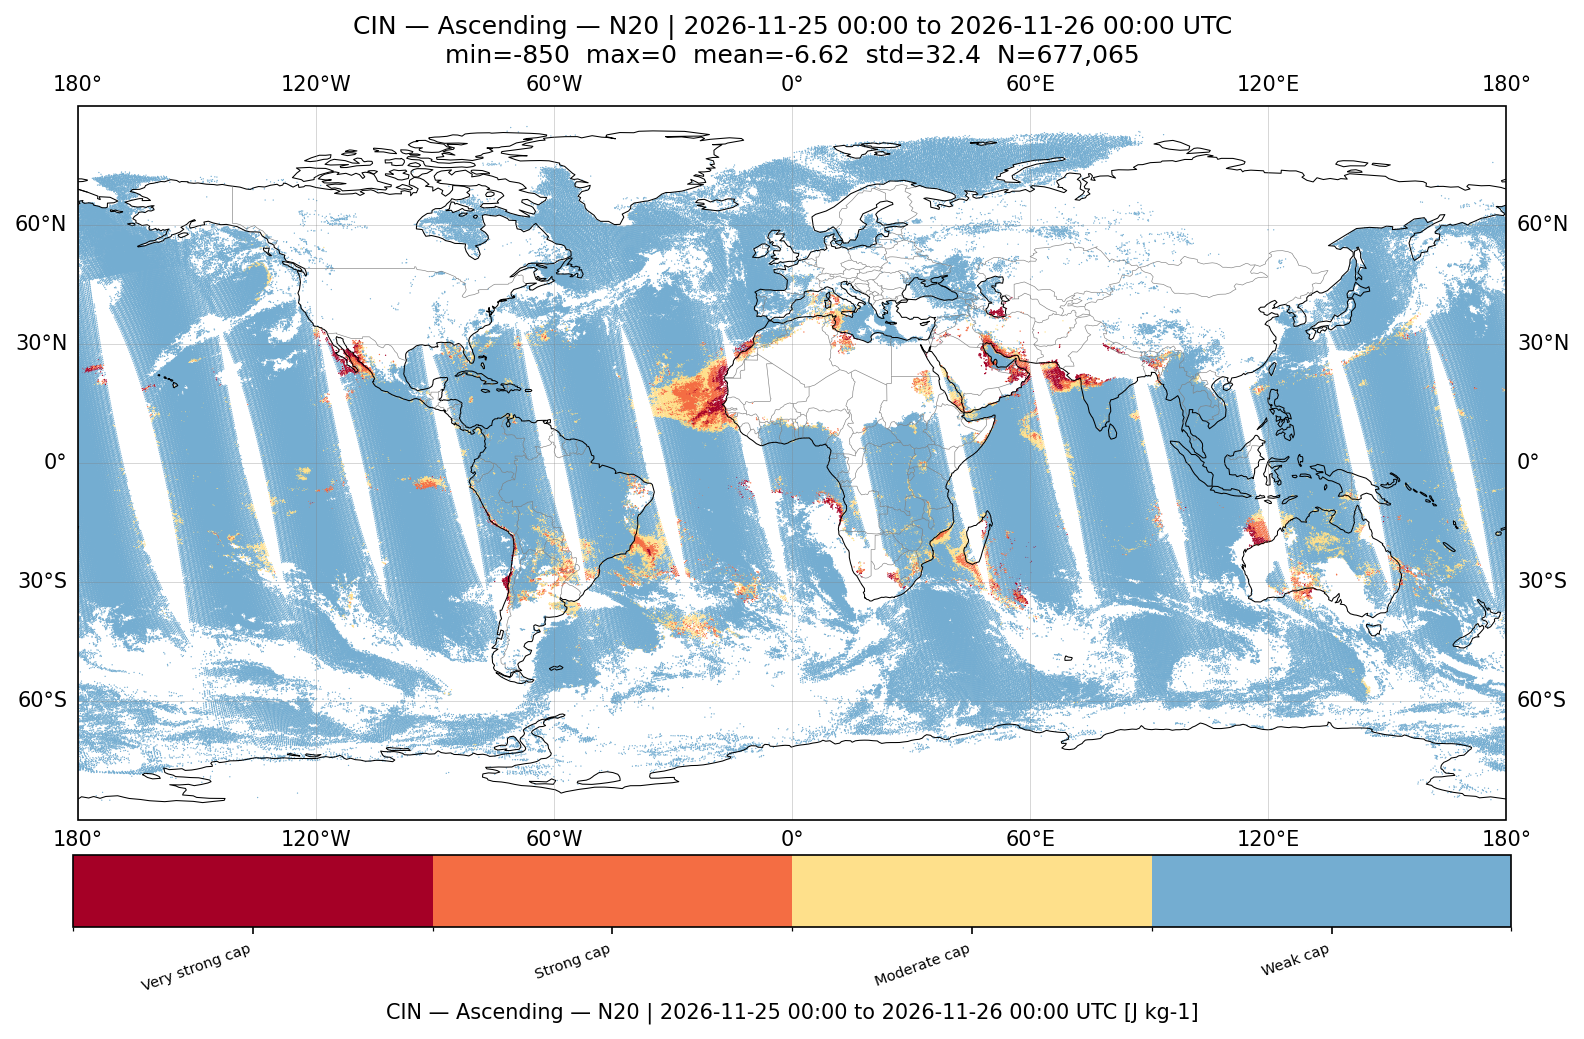 CIN — Ascending — N20 | 2026-11-25 00:00 to 2026-11-26 00:00 UTC
min=-850  max=0  mean=-6.62  std=32.4  N=677,065
180° 120°W 60°W 0° 60°E 120°E 180°
60°N 60°N
30°N 30°N
0° 0°
30°S 30°S
60°S 60°S
180° 120°W 60°W 0° 60°E 120°E 180°
Very strong cap Strong cap Moderate cap Weak cap
CIN — Ascending — N20 | 2026-11-25 00:00 to 2026-11-26 00:00 UTC [J kg-1]